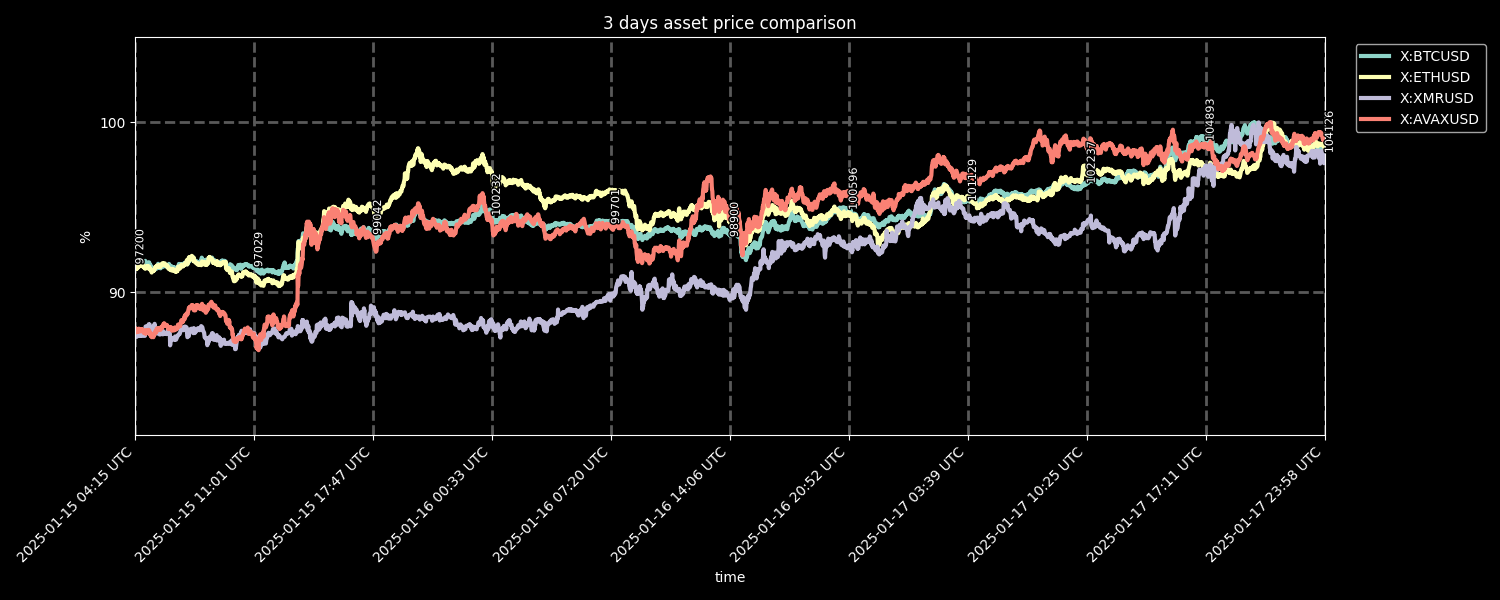 3 days asset price comparison
X:BTCUSD
X:ETHUSD
X:XMRUSD
X:AVAXUSD
100
90
%
97200
97029
99042
100232
98900
100596
101129
102237
104893
104126
2025-01-15 04:15 UTC
2025-01-15 11:01 UTC
2025-01-15 17:47 UTC
2025-01-16 00:33 UTC
2025-01-16 07:20 UTC
2025-01-16 14:06 UTC
2025-01-16 20:52 UTC
2025-01-17 03:39 UTC
2025-01-17 10:25 UTC
2025-01-17 17:11 UTC
2025-01-17 23:58 UTC
time